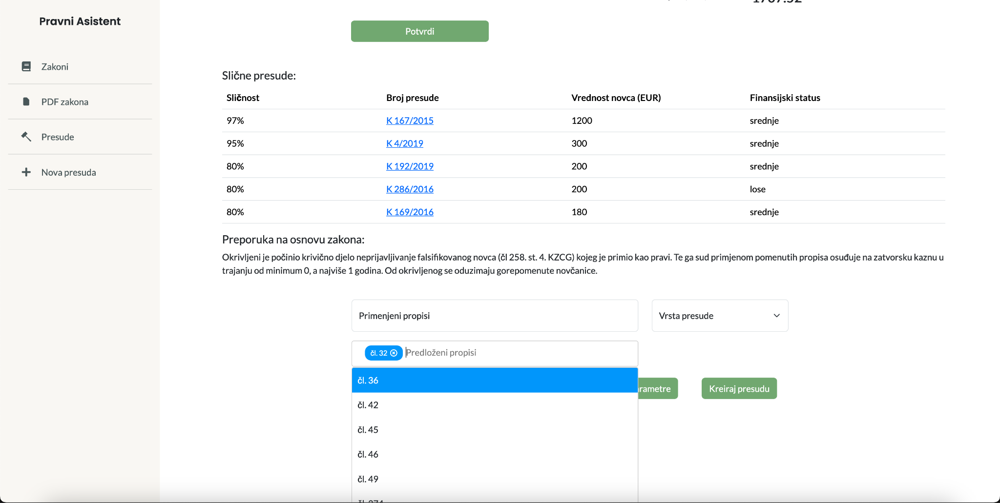 Pravni Asistent
Zakoni
PDF zakona
Presude
Nova presuda
Potvrdi
Slične presude:
Sličnost Broj presude Vrednost novca (EUR) Finansijski status
97% K 167/2015 1200 srednje
95% K 4/2019 300 srednje
80% K 192/2019 200 srednje
80% K 286/2016 200 lose
80% K 169/2016 180 srednje
Preporuka na osnovu zakona:
Okrivljeni je počinio krivično djelo neprijavljivanje falsifikovanog novca (čl 258. st. 4. KZCG) kojeg je primio kao pravi. Te ga sud primjenom pomenutih propisa osuđuje na zatvorsku kaznu u
trajanju od minimum 0, a najviše 1 godina. Od okrivljenog se oduzimaju gorepomenute novčanice.
Primenjeni propisi Vrsta presude
čl. 32 Predloženi propisi
čl. 36
rametre Kreiraj presudu
čl. 42
čl. 45
čl. 46
čl. 49